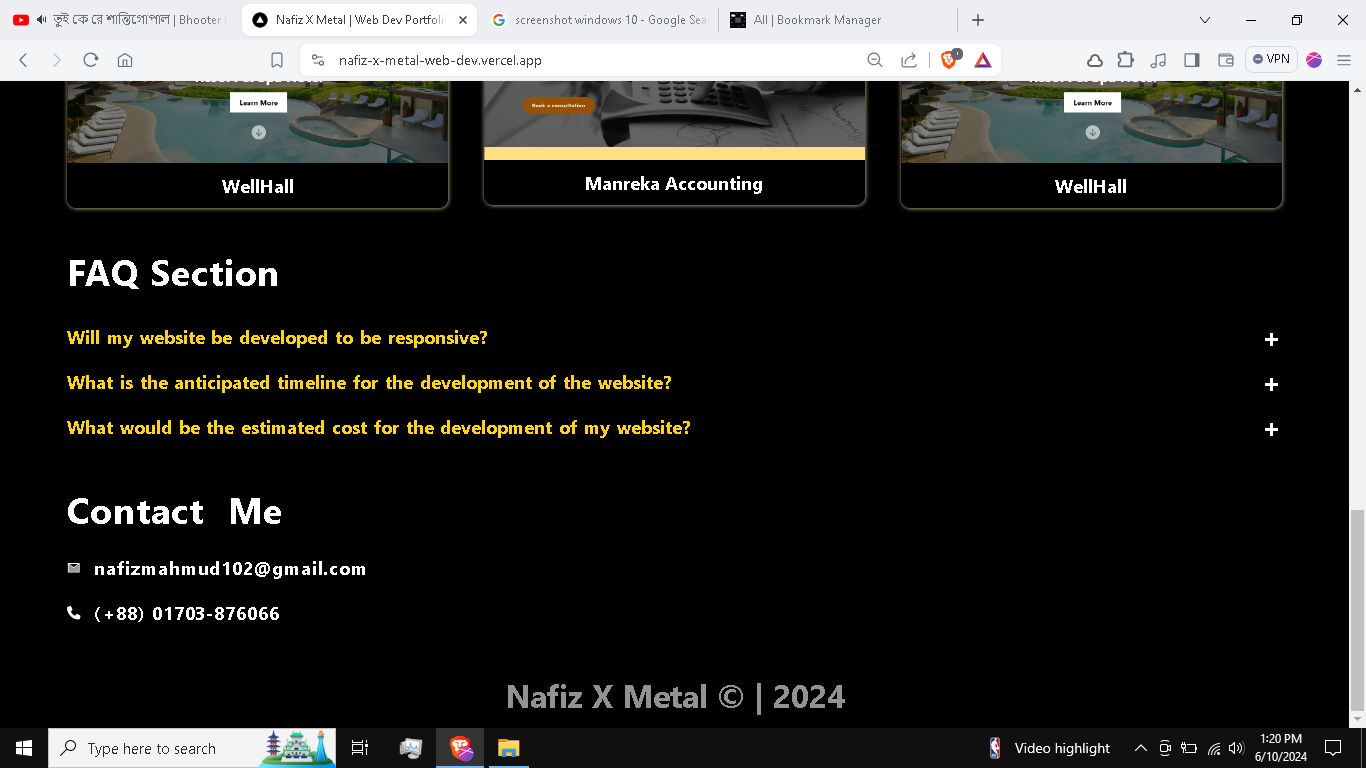 তুই কে রে শান্তিগোপাল | Bhooter
Nafiz X Metal | Web Dev Portfoli
screenshot windows 10 - Google Sea
All | Bookmark Manager
nafiz-x-metal-web-dev.vercel.app
VPN
Learn More
Book a consultation
Learn More
WellHall
Manreka Accounting
WellHall
FAQ Section
Will my website be developed to be responsive?
What is the anticipated timeline for the development of the website?
What would be the estimated cost for the development of my website?
Contact Me
nafizmahmud102@gmail.com
(+88) 01703-876066
Nafiz X Metal © | 2024
Type here to search
Video highlight
1:20 PM
6/10/2024